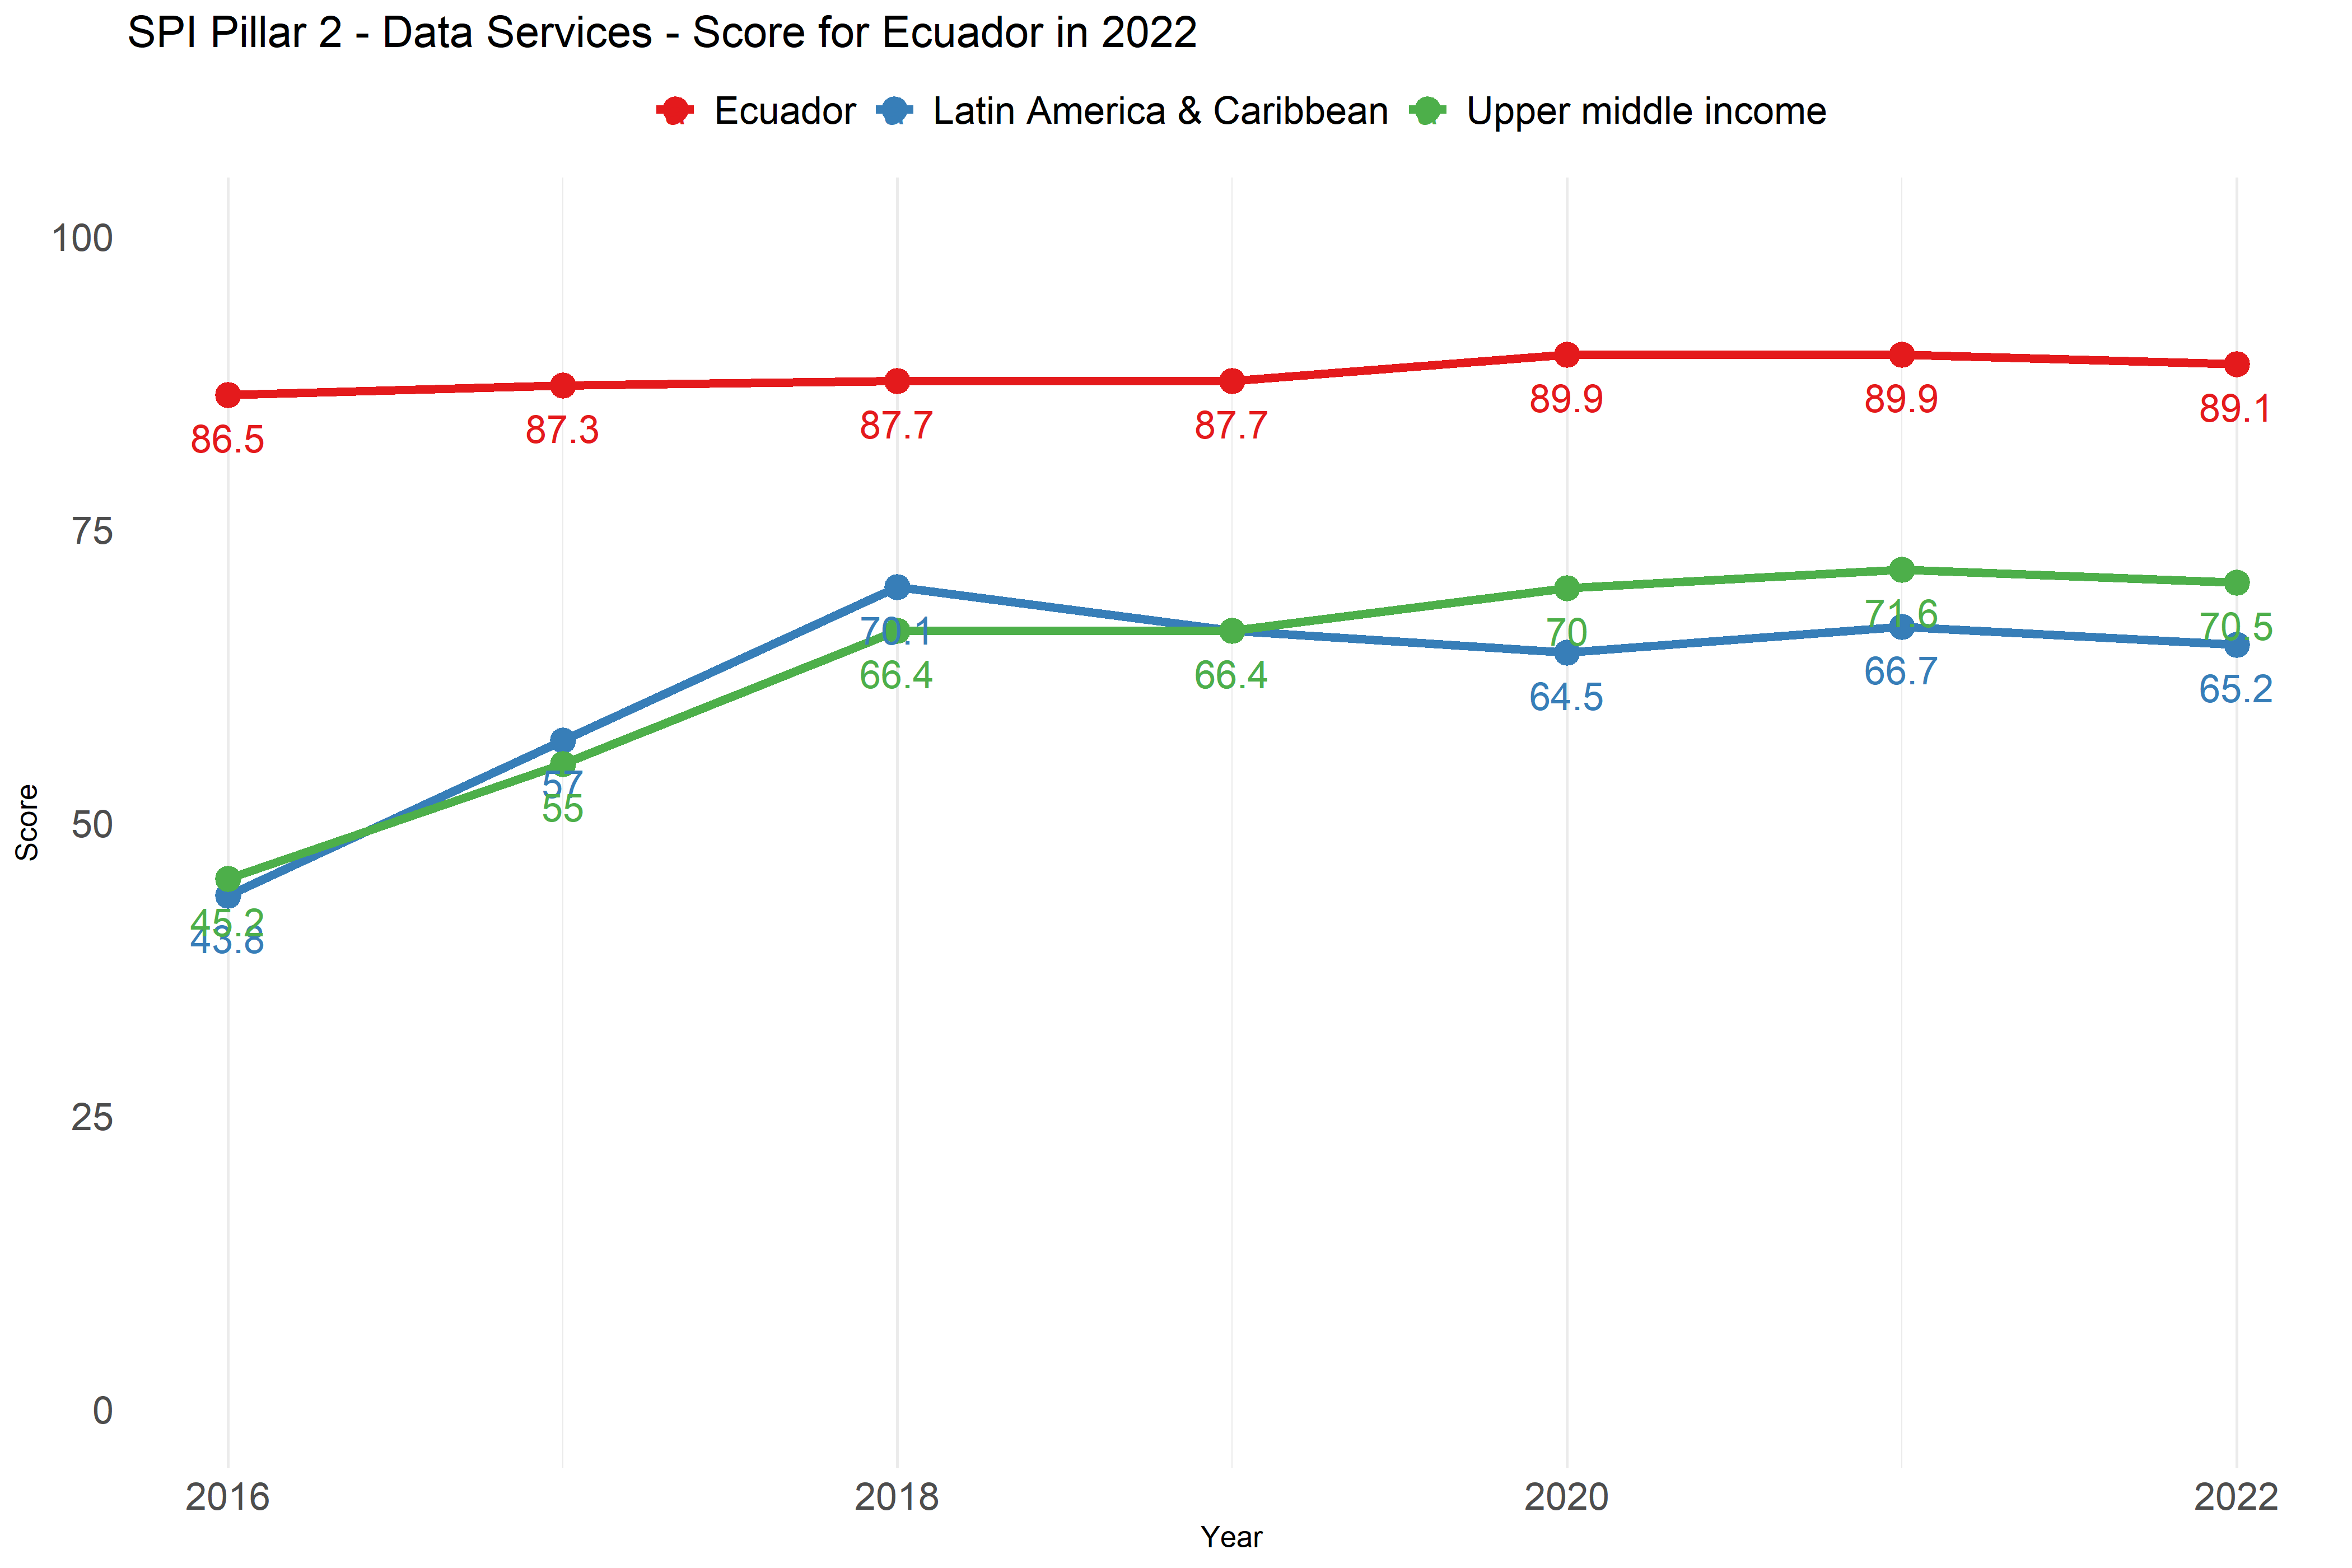 SPI Pillar 2 - Data Services - Score for Ecuador in 2022
Ecuador Latin America & Caribbean Upper middle income
100
75
50
25
0
Score
86.5 87.3 87.7 87.7 89.9 89.9 89.1
43.8 57 70.1 64.5 66.7 65.2
45.2 55 66.4 66.4 70 71.6 70.5
2016 2018 2020 2022
Year